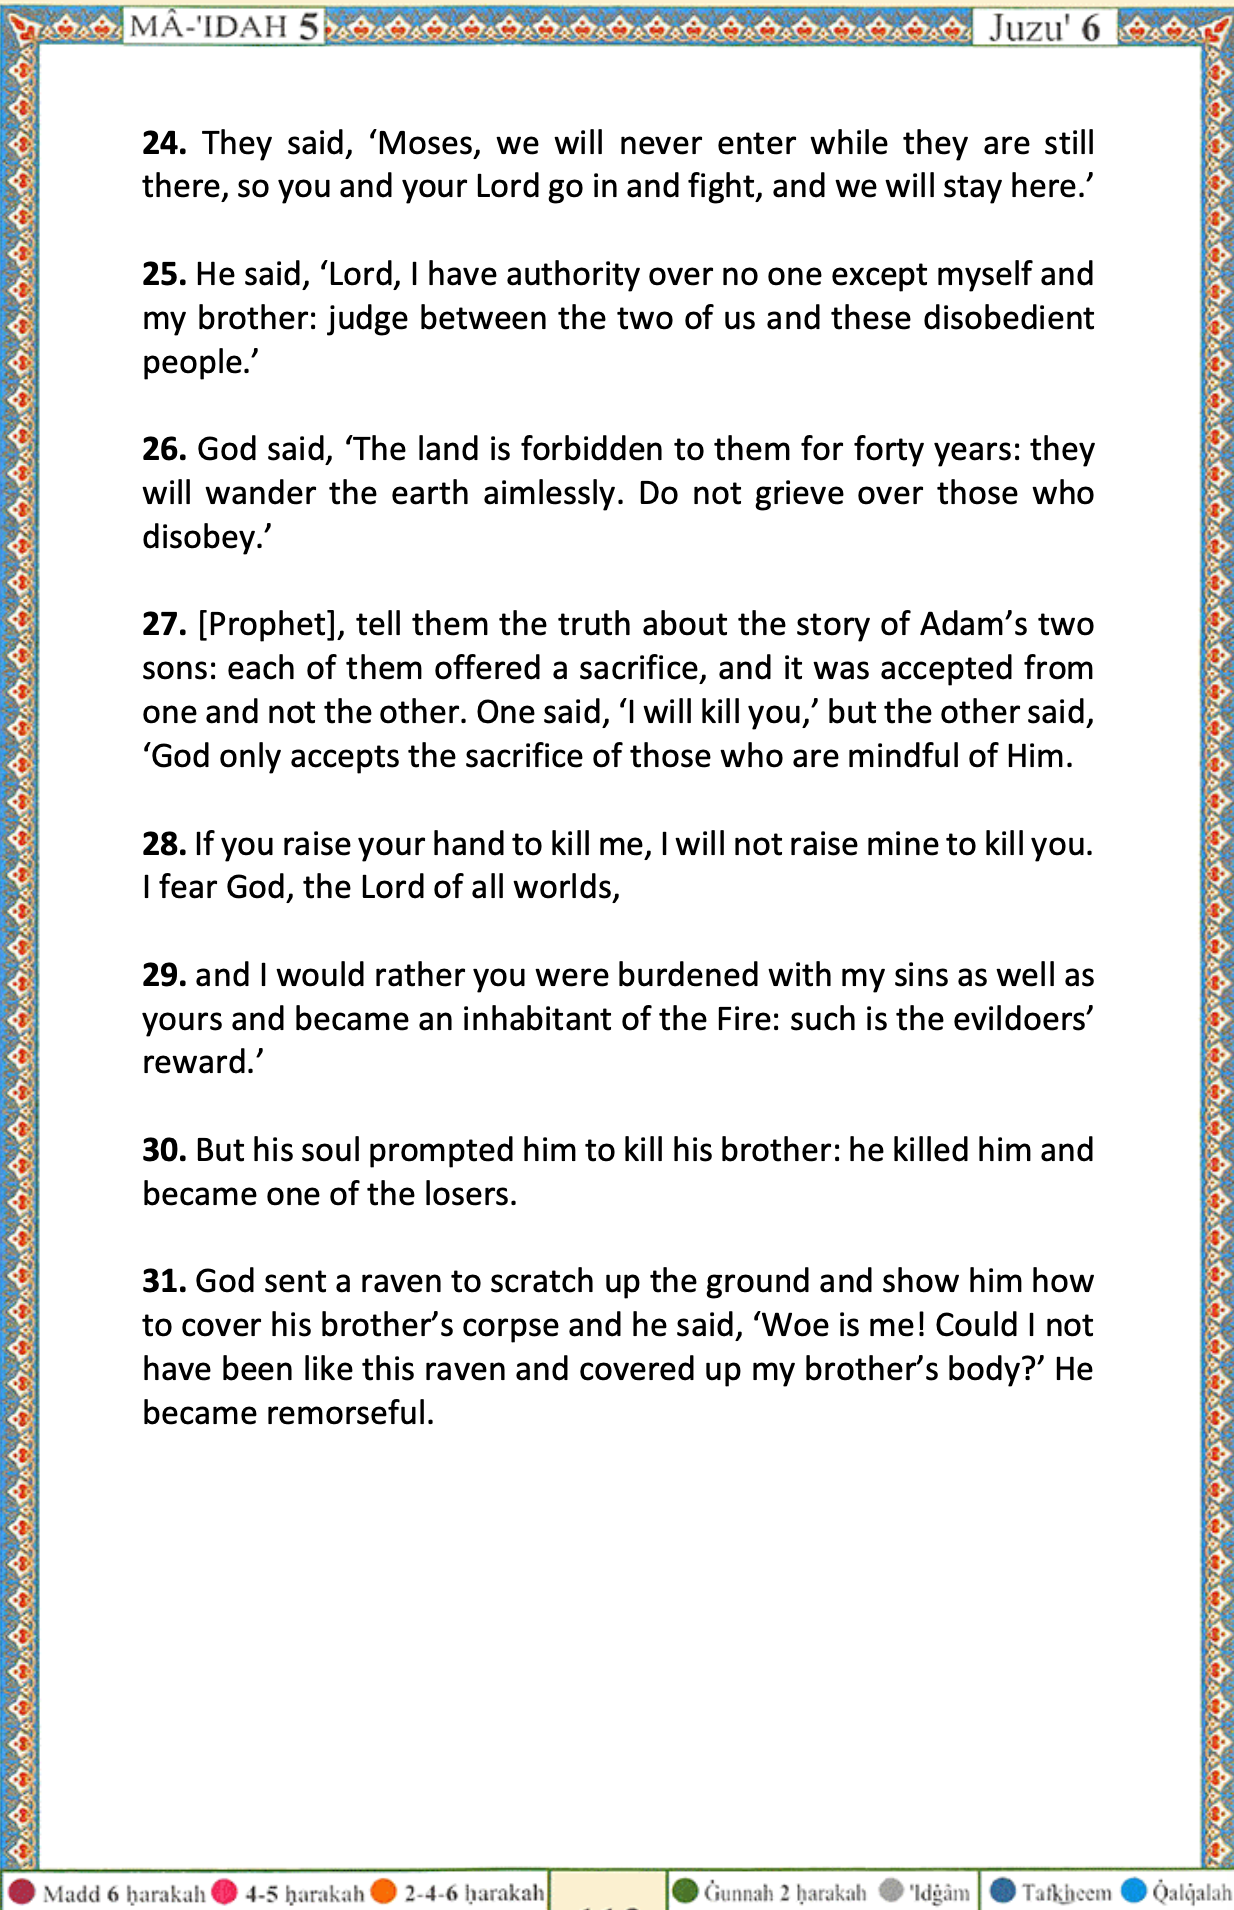 MÂ-'IDAH 5
Juzu' 6
24. They said, ‘Moses, we will never enter while they are still
there, so you and your Lord go in and fight, and we will stay here.’
25. He said, ‘Lord, I have authority over no one except myself and
my brother: judge between the two of us and these disobedient
people.’
26. God said, ‘The land is forbidden to them for forty years: they
will wander the earth aimlessly. Do not grieve over those who
disobey.’
27. [Prophet], tell them the truth about the story of Adam’s two
sons: each of them offered a sacrifice, and it was accepted from
one and not the other. One said, ‘I will kill you,’ but the other said,
‘God only accepts the sacrifice of those who are mindful of Him.
28. If you raise your hand to kill me, I will not raise mine to kill you.
I fear God, the Lord of all worlds,
29. and I would rather you were burdened with my sins as well as
yours and became an inhabitant of the Fire: such is the evildoers’
reward.’
30. But his soul prompted him to kill his brother: he killed him and
became one of the losers.
31. God sent a raven to scratch up the ground and show him how
to cover his brother’s corpse and he said, ‘Woe is me! Could I not
have been like this raven and covered up my brother’s body?’ He
became remorseful.
Madd 6 ḥarakah 4-5 ḥarakah 2-4-6 ḥarakah
Ġunnah 2 ḥarakah 'Idġâm
Tafkheem Qalqalah